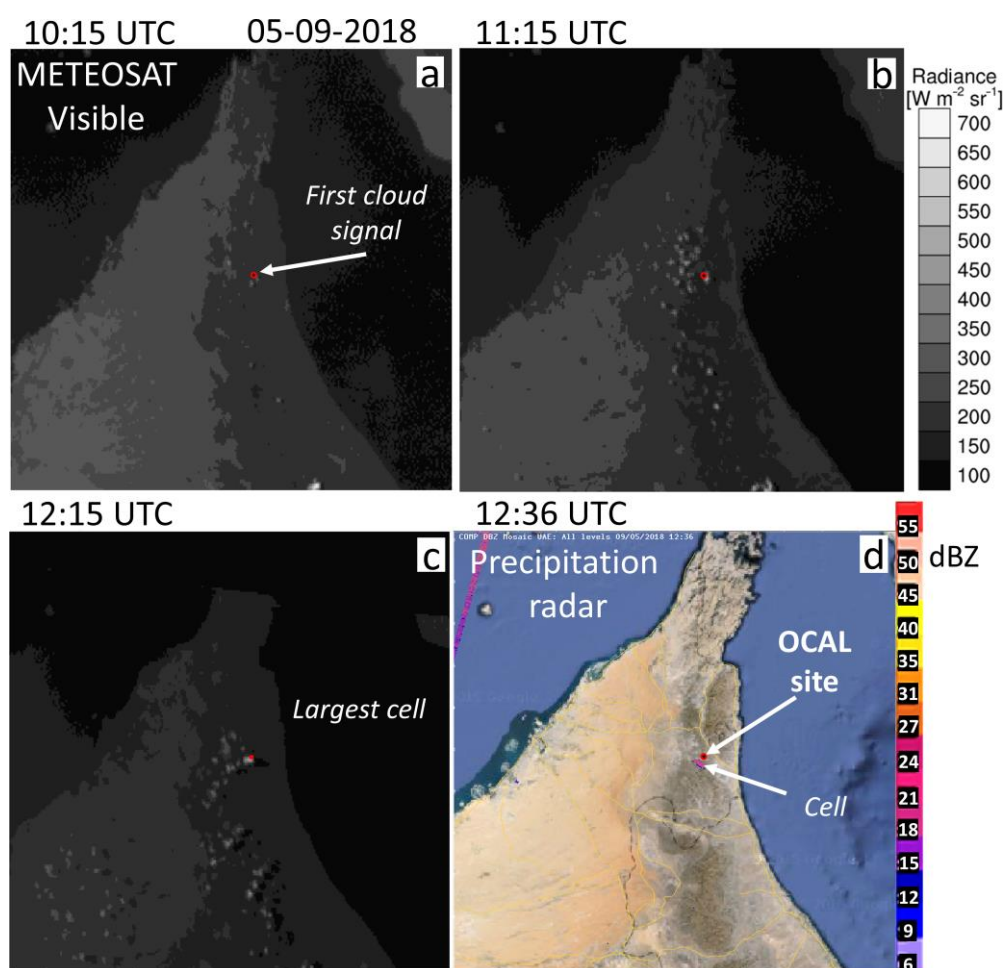 10:15 UTC
05-09-2018
11:15 UTC
METEOSAT
Visible
a
First cloud
signal
b
Radiance
[W m⁻² sr⁻¹]
700
650
600
550
500
450
400
350
300
250
200
150
100
12:15 UTC
c
Largest cell
12:36 UTC
COMP DBZ Mosaic UAE: All levels 09/05/2018 12:36
Precipitation
radar
d
OCAL
site
Cell
dBZ
55
50
45
40
35
31
27
24
21
18
15
12
9
6